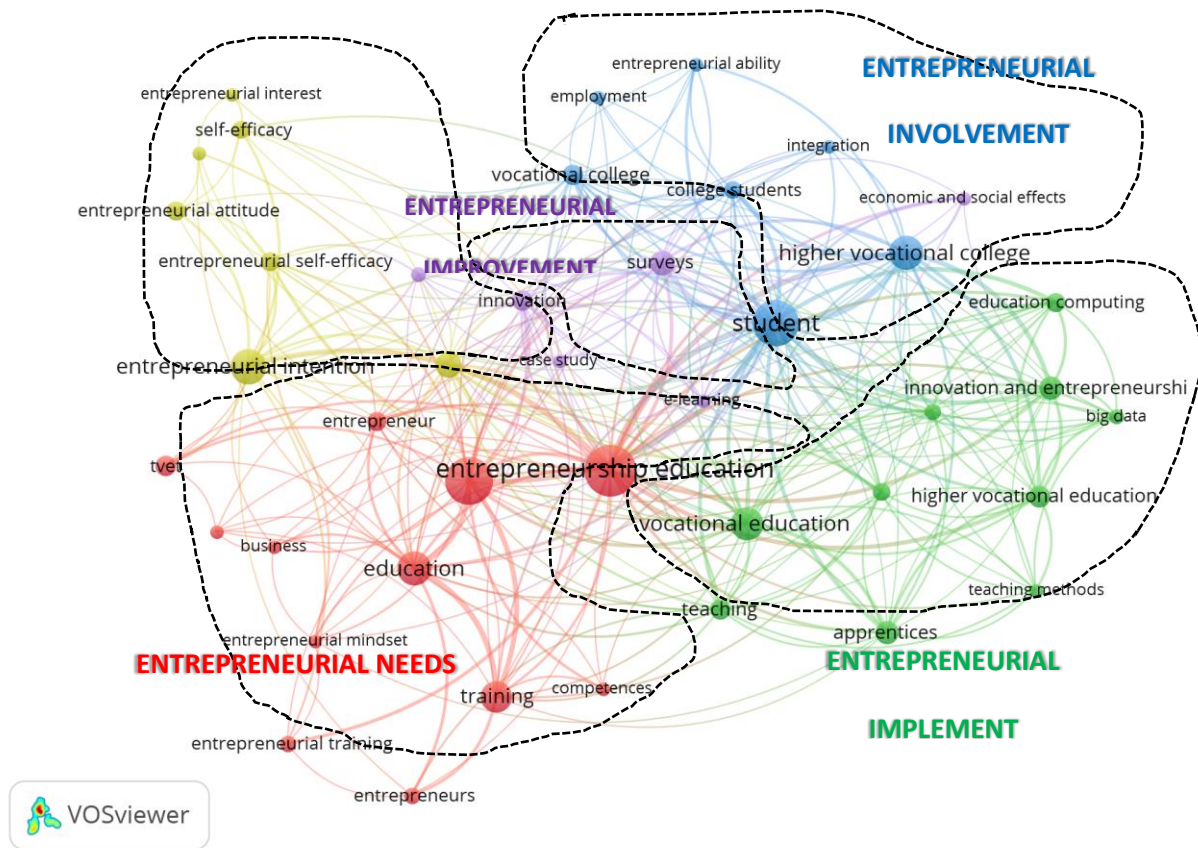 entrepreneurial ability
ENTREPRENEURIAL
entrepreneurial interest
employment
self-efficacy
INVOLVEMENT
integration
vocational college
college students
economic and social effects
entrepreneurial attitude
ENTREPRENEURIAL
higher vocational college
entrepreneurial self-efficacy
IMPROVEMENT
surveys
innovation
education computing
student
entrepreneurial intention
case study
innovation and entrepreneurshi
e-learning
big data
entrepreneur
tvet
entrepreneurship education
higher vocational education
vocational education
business
education
teaching methods
teaching
apprentices
entrepreneurial mindset
ENTREPRENEURIAL NEEDS
ENTREPRENEURIAL
training
competences
IMPLEMENT
entrepreneurial training
entrepreneurs
VOSviewer